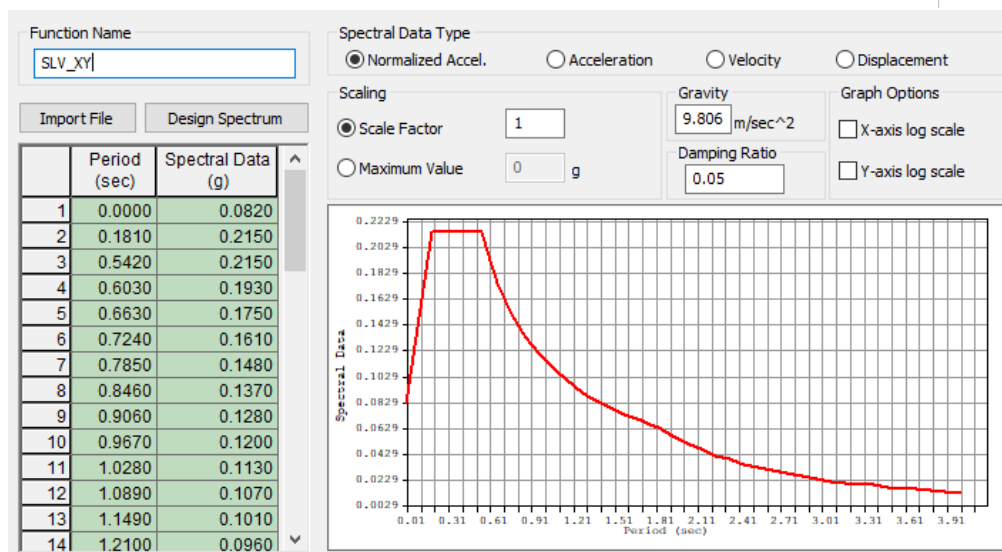 Function Name
SLV_XY
Import File Design Spectrum
Period (sec) Spectral Data (g)
1 0.0000 0.0820
2 0.1810 0.2150
3 0.5420 0.2150
4 0.6030 0.1930
5 0.6630 0.1750
6 0.7240 0.1610
7 0.7850 0.1480
8 0.8460 0.1370
9 0.9060 0.1280
10 0.9670 0.1200
11 1.0280 0.1130
12 1.0890 0.1070
13 1.1490 0.1010
14 1.2100 0.0960
Spectral Data Type
Normalized Accel. Acceleration Velocity Displacement
Scaling
Scale Factor 1
Maximum Value 0 g
Gravity
9.806 m/sec^2
Damping Ratio
0.05
Graph Options
X-axis log scale
Y-axis log scale
Spectral Data
0.2229
0.2029
0.1829
0.1629
0.1429
0.1229
0.1029
0.0829
0.0629
0.0429
0.0229
0.0029
0.01 0.31 0.61 0.91 1.21 1.51 1.81 2.11 2.41 2.71 3.01 3.31 3.61 3.91
Period (sec)